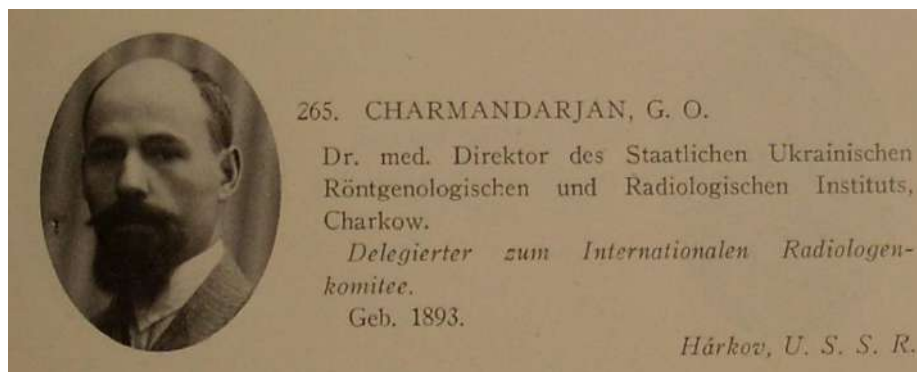 265. CHARMANDARJAN, G. O.
Dr. med. Direktor des Staatlichen Ukrainischen
Röntgenologischen und Radiologischen Instituts,
Charkow.
Delegierter zum Internationalen Radiologen-
komitee.
Geb. 1893.
Hárkov, U. S. S. R.